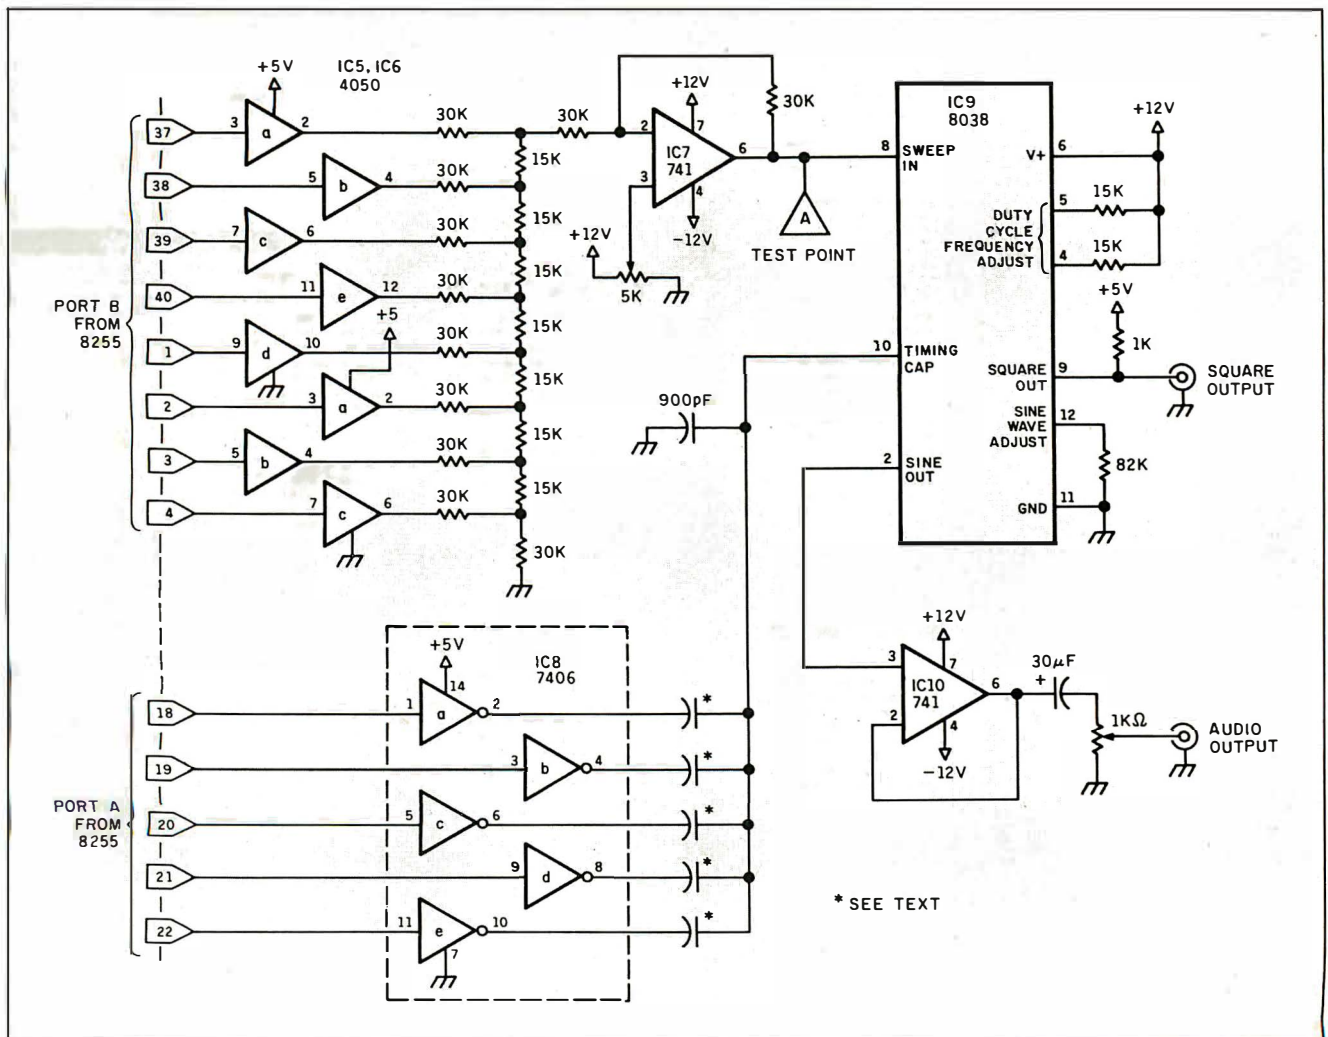 +5V
IC5, IC6
4050
37
3
a
2
30K
30K
15K
38
5
b
4
30K
15K
39
7
c
6
30K
15K
40
11
e
12
30K
+5
15K
1
9
d
10
30K
15K
2
3
a
2
30K
15K
3
5
b
4
30K
15K
4
7
c
6
30K
30K
PORT B
FROM
8255
+12V
30K
2
7
IC7
741
6
3
4
-12V
+12V
5K
A
TEST POINT
IC9
8038
8
SWEEP
IN
V+
6
+12V
5
15K
DUTY
CYCLE
FREQUENCY
ADJUST
4
15K
+5V
1K
10
TIMING
CAP
SQUARE
OUT
9
SQUARE
OUTPUT
900pF
SINE
WAVE
ADJUST
12
82K
2
SINE
OUT
GND
11
+12V
3
7
IC10
741
6
2
4
-12V
30µF
+
1KΩ
AUDIO
OUTPUT
+5V
IC8
7406
14
18
1
a
2
*
19
3
b
4
*
20
5
c
6
*
21
9
d
8
*
22
11
e
10
*
7
PORT A
FROM
8255
* SEE TEXT